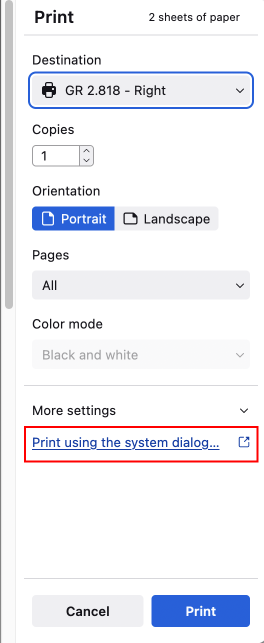 Print 2 sheets of paper
Destination
GR 2.818 - Right
Copies
1
Orientation
Portrait Landscape
Pages
All
Color mode
Black and white
More settings
Print using the system dialog...
Cancel Print